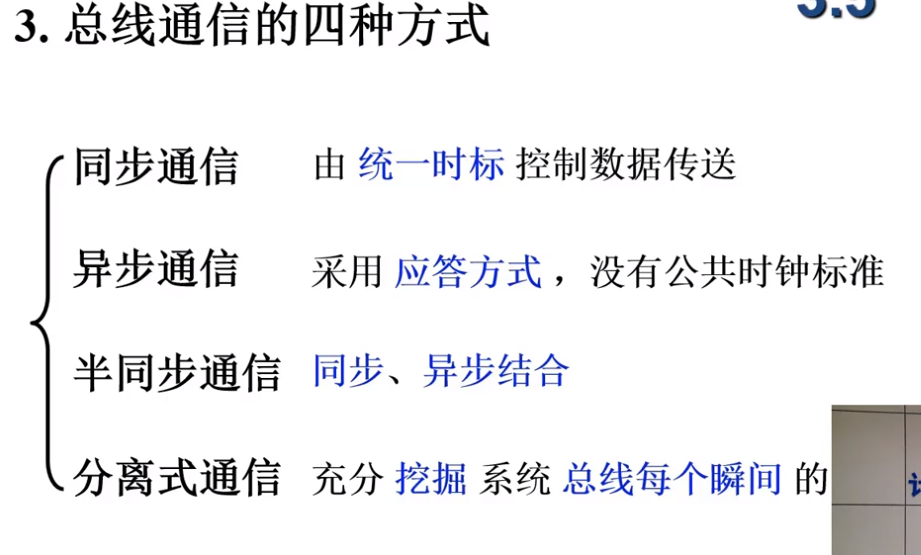 3. 总线通信的四种方式
3.5
同步通信 由 统一时标 控制数据传送
异步通信 采用 应答方式 ，没有公共时钟标准
半同步通信 同步、异步结合
分离式通信 充分 挖掘 系统 总线每个瞬间 的